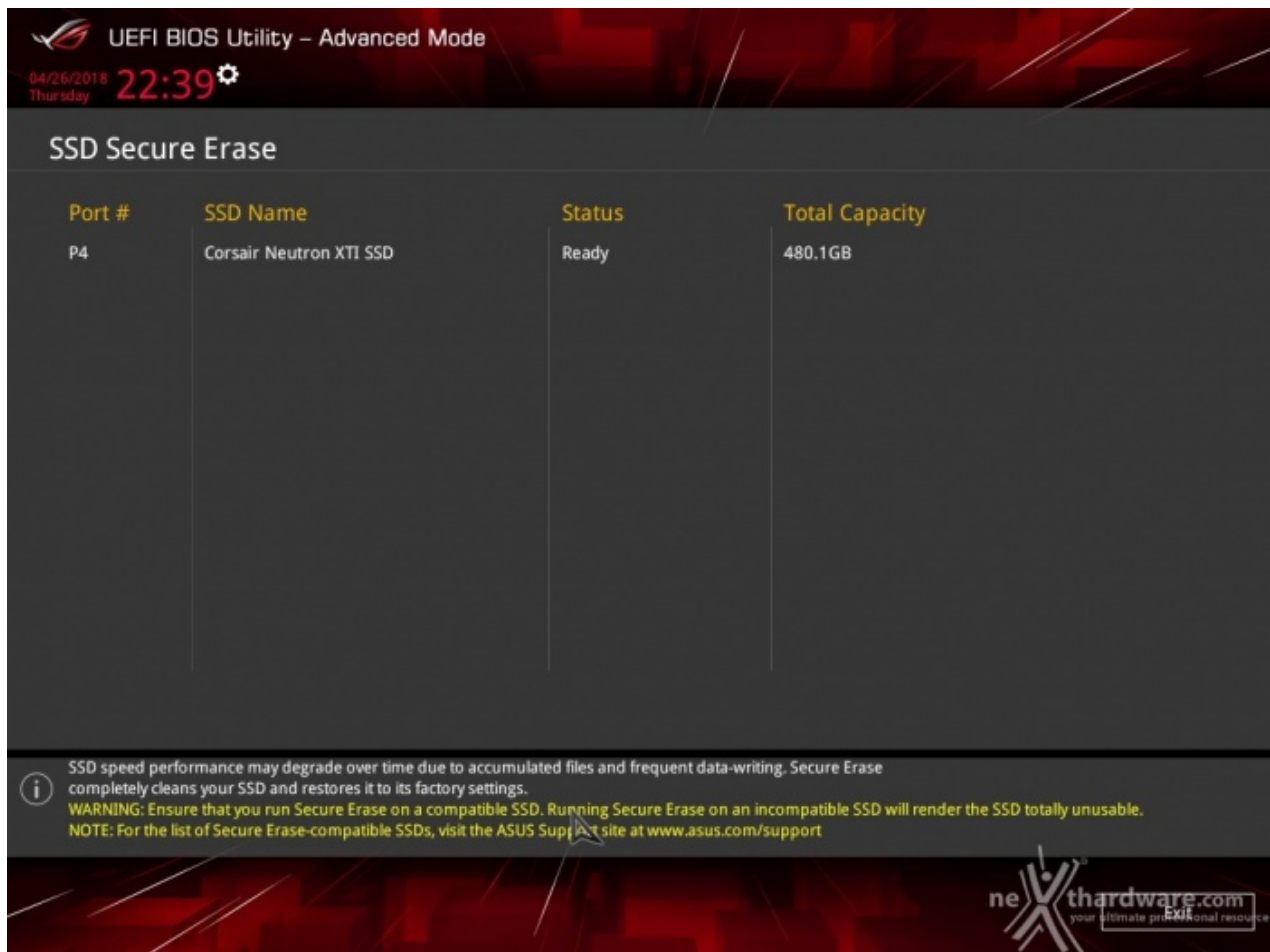 UEFI BIOS Utility – Advanced Mode
04/26/2018
Thursday
22:39
SSD Secure Erase
Port # SSD Name Status Total Capacity
P4 Corsair Neutron XTI SSD Ready 480.1GB
SSD speed performance may degrade over time due to accumulated files and frequent data-writing. Secure Erase
completely cleans your SSD and restores it to its factory settings.
WARNING: Ensure that you run Secure Erase on a compatible SSD. Running Secure Erase on an incompatible SSD will render the SSD totally unusable.
NOTE: For the list of Secure Erase-compatible SSDs, visit the ASUS Support site at www.asus.com/support
nexthardware.com
your ultimate professional resource
Exit